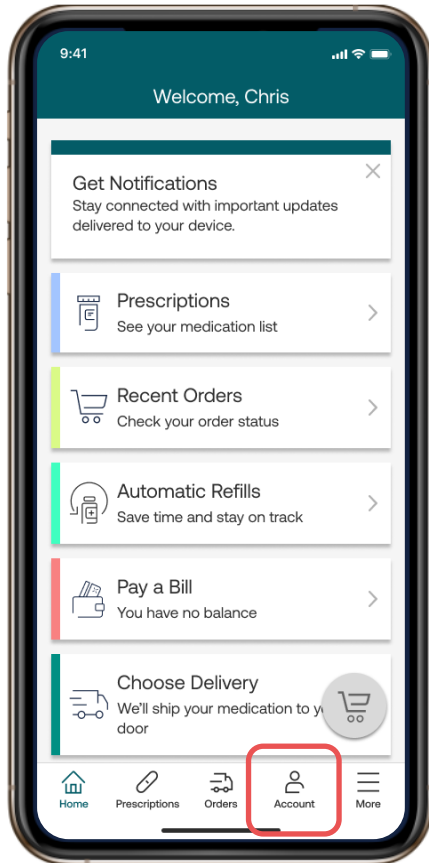 9:41
Welcome, Chris
Get Notifications
Stay connected with important updates
delivered to your device.
Prescriptions
See your medication list
Recent Orders
Check your order status
Automatic Refills
Save time and stay on track
Pay a Bill
You have no balance
Choose Delivery
We'll ship your medication to
door
Home Prescriptions Orders Account More